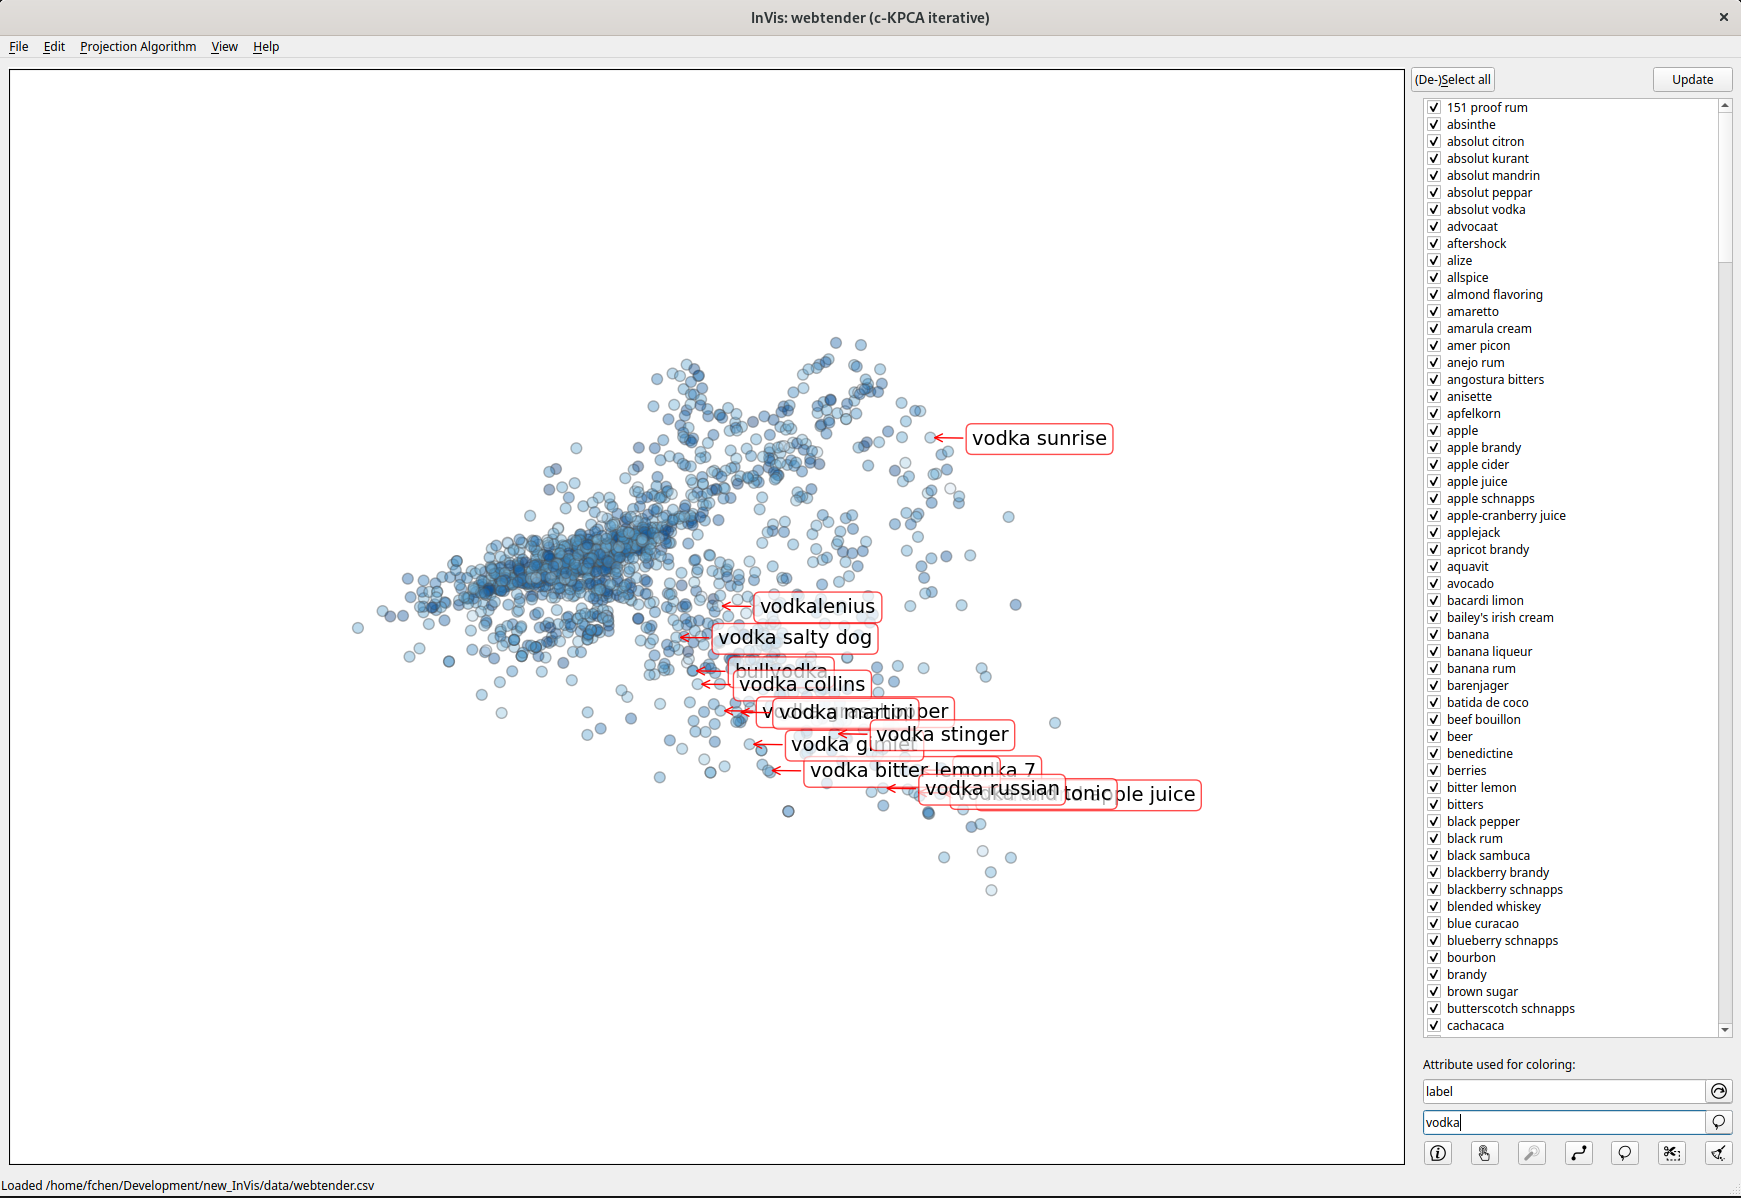 InVis: webtender (c-KPCA iterative)
File Edit Projection Algorithm View Help
(De-)Select all
Update
151 proof rum
absinthe
absolut citron
absolut kurant
absolut mandrin
absolut peppar
absolut vodka
advocaat
aftershock
alize
allspice
almond flavoring
amaretto
amarula cream
amer picon
anejo rum
angostura bitters
anisette
apfelkorn
apple
apple brandy
apple cider
apple juice
apple schnapps
apple-cranberry juice
applejack
apricot brandy
aquavit
avocado
bacardi limon
bailey's irish cream
banana
banana liqueur
banana rum
barenjager
batida de coco
beef bouillon
beer
benedictine
berries
bitter lemon
bitters
black pepper
black rum
black sambuca
blackberry brandy
blackberry schnapps
blended whiskey
blue curacao
blueberry schnapps
bourbon
brandy
brown sugar
butterscotch schnapps
cachacaca
vodka sunrise
vodkalenius
vodka salty dog
bullvodka
vodka collins
vodka martini
vodka stinger
vodka gimlet
vodka bitter lemon
7
vodka russian
tonic
juice
Attribute used for coloring:
label
vodka
Loaded /home/fchen/Development/new_InVis/data/webtender.csv